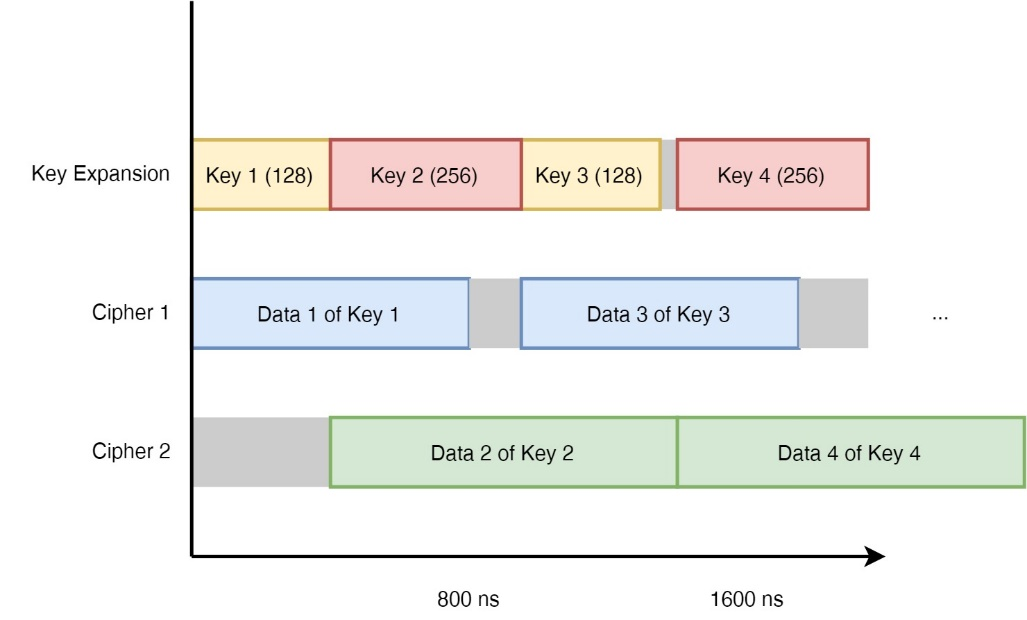 Key Expansion
Key 1 (128)
Key 2 (256)
Key 3 (128)
Key 4 (256)
Cipher 1
Data 1 of Key 1
Data 3 of Key 3
...
Cipher 2
Data 2 of Key 2
Data 4 of Key 4
800 ns
1600 ns